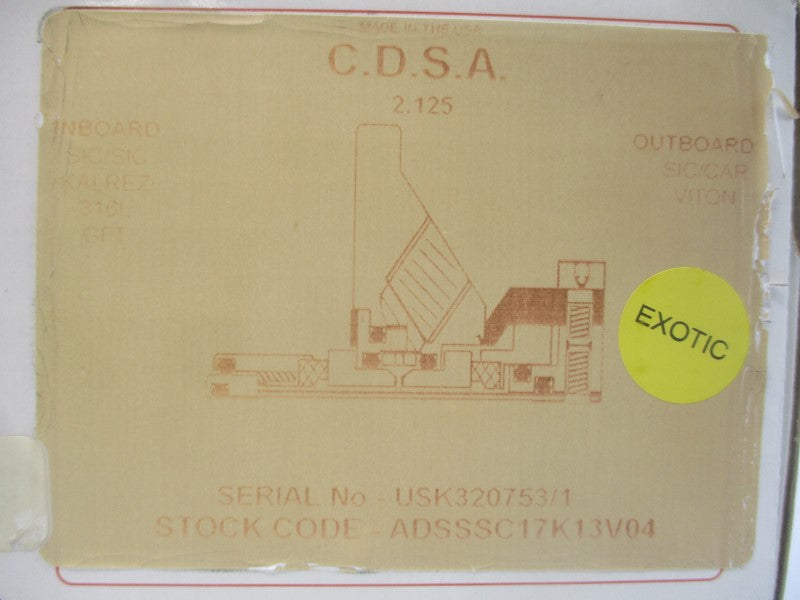 MADE IN THE USA
C.D.S.A.
2.125
INBOARD
SIC/SIC
KALREZ
316L
GFT
OUTBOARD
SIC/CAR
VITON
EXOTIC
SERIAL No - USK320753/1
STOCK CODE - ADSSSC17K13V04